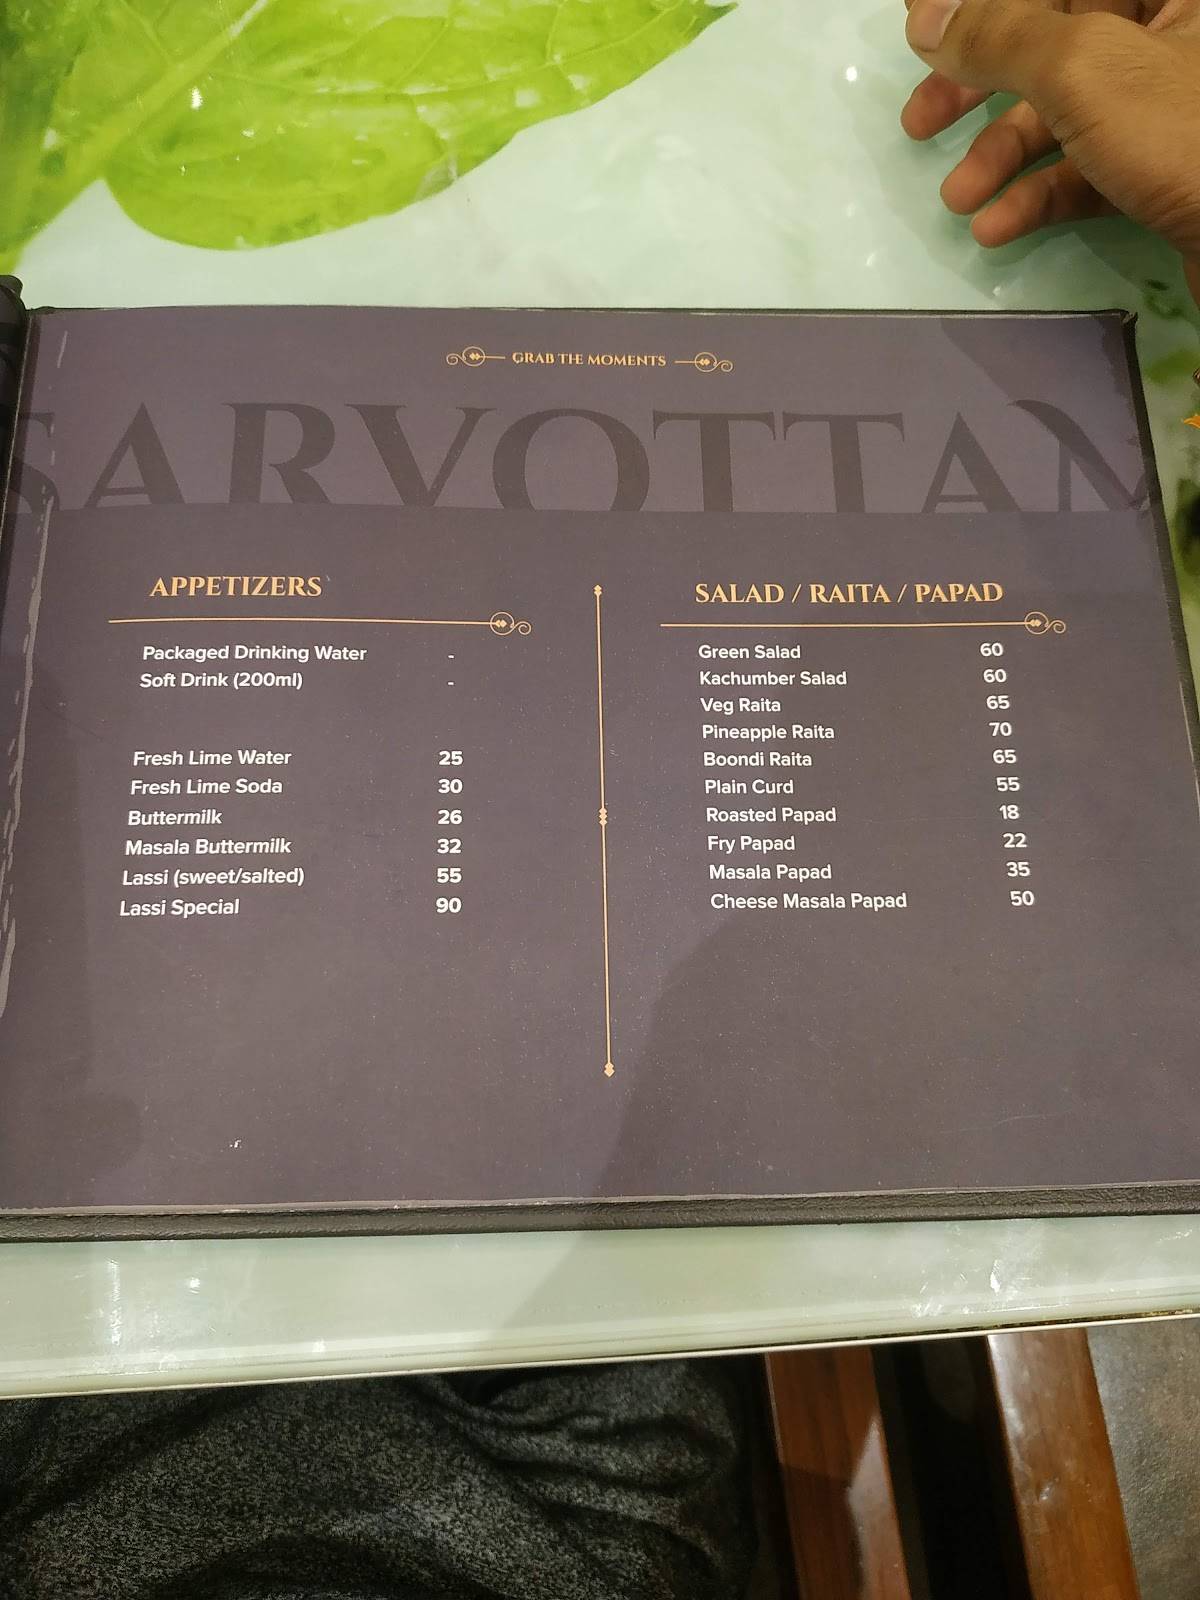 GRAB THE MOMENTS
SARVOTTAM
APPETIZERS
Packaged Drinking Water -
Soft Drink (200ml) -
Fresh Lime Water 25
Fresh Lime Soda 30
Buttermilk 26
Masala Buttermilk 32
Lassi (sweet/salted) 55
Lassi Special 90
SALAD / RAITA / PAPAD
Green Salad 60
Kachumber Salad 60
Veg Raita 65
Pineapple Raita 70
Boondi Raita 65
Plain Curd 55
Roasted Papad 18
Fry Papad 22
Masala Papad 35
Cheese Masala Papad 50